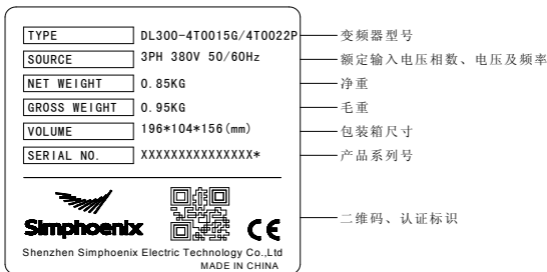 TYPE DL300-4T0015G/4T0022P 变频器型号
SOURCE 3PH 380V 50/60Hz 额定输入电压相数、电压及频率
NET WEIGHT 0.85KG 净重
GROSS WEIGHT 0.95KG 毛重
VOLUME 196*104*156(mm) 包装箱尺寸
SERIAL NO. XXXXXXXXXXXXXXX* 产品系列号
Simphoenix CE 二维码、认证标识
Shenzhen Simphoenix Electric Technology Co.,Ltd
MADE IN CHINA